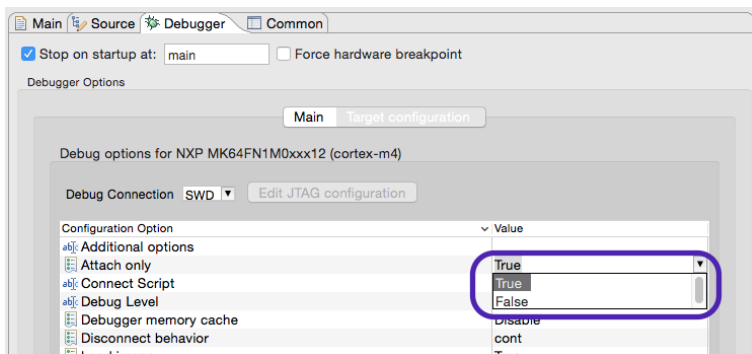 Main Source Debugger Common
Stop on startup at: main Force hardware breakpoint
Debugger Options
Main Target configuration
Debug options for NXP MK64FN1M0xxx12 (cortex-m4)
Debug Connection SWD Edit JTAG configuration
Configuration Option Value
Additional options
Attach only True
Connect Script True
Debug Level False
Debugger memory cache Disable
Disconnect behavior cont